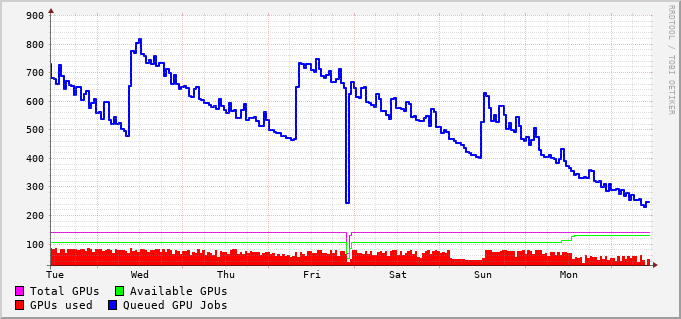 900
800
700
600
500
400
300
200
100
Tue Wed Thu Fri Sat Sun Mon
Total GPUs Available GPUs
GPUs used Queued GPU Jobs
RRDTOOL / TOBI OETIKER